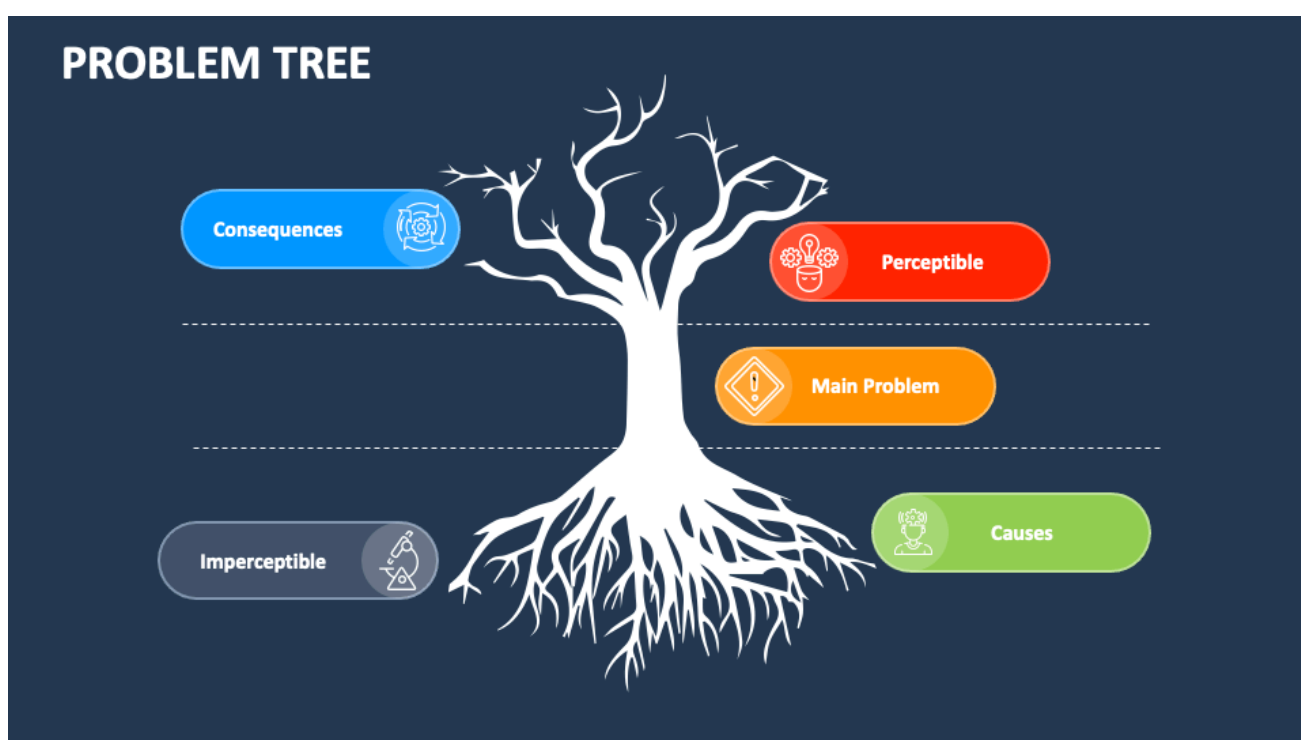 PROBLEM TREE
Consequences
Perceptible
Main Problem
Causes
Imperceptible